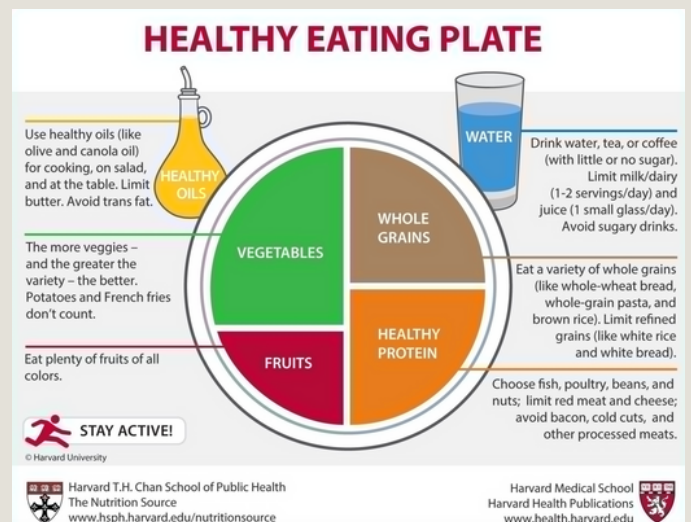 HEALTHY EATING PLATE
Use healthy oils (like
olive and canola oil)
for cooking, on salad,
and at the table. Limit
butter. Avoid trans fat.
HEALTHY
OILS
The more veggies –
and the greater the
variety – the better.
Potatoes and French fries
don't count.
Eat plenty of fruits of all
colors.
STAY ACTIVE!
© Harvard University
VEGETABLES
FRUITS
WHOLE
GRAINS
HEALTHY
PROTEIN
WATER
Drink water, tea, or coffee
(with little or no sugar).
Limit milk/dairy
(1-2 servings/day) and
juice (1 small glass/day).
Avoid sugary drinks.
Eat a variety of whole grains
(like whole-wheat bread,
whole-grain pasta, and
brown rice). Limit refined
grains (like white rice
and white bread).
Choose fish, poultry, beans, and
nuts; limit red meat and cheese;
avoid bacon, cold cuts, and
other processed meats.
Harvard T.H. Chan School of Public Health
The Nutrition Source
www.hsph.harvard.edu/nutritionsource
Harvard Medical School
Harvard Health Publications
www.health.harvard.edu